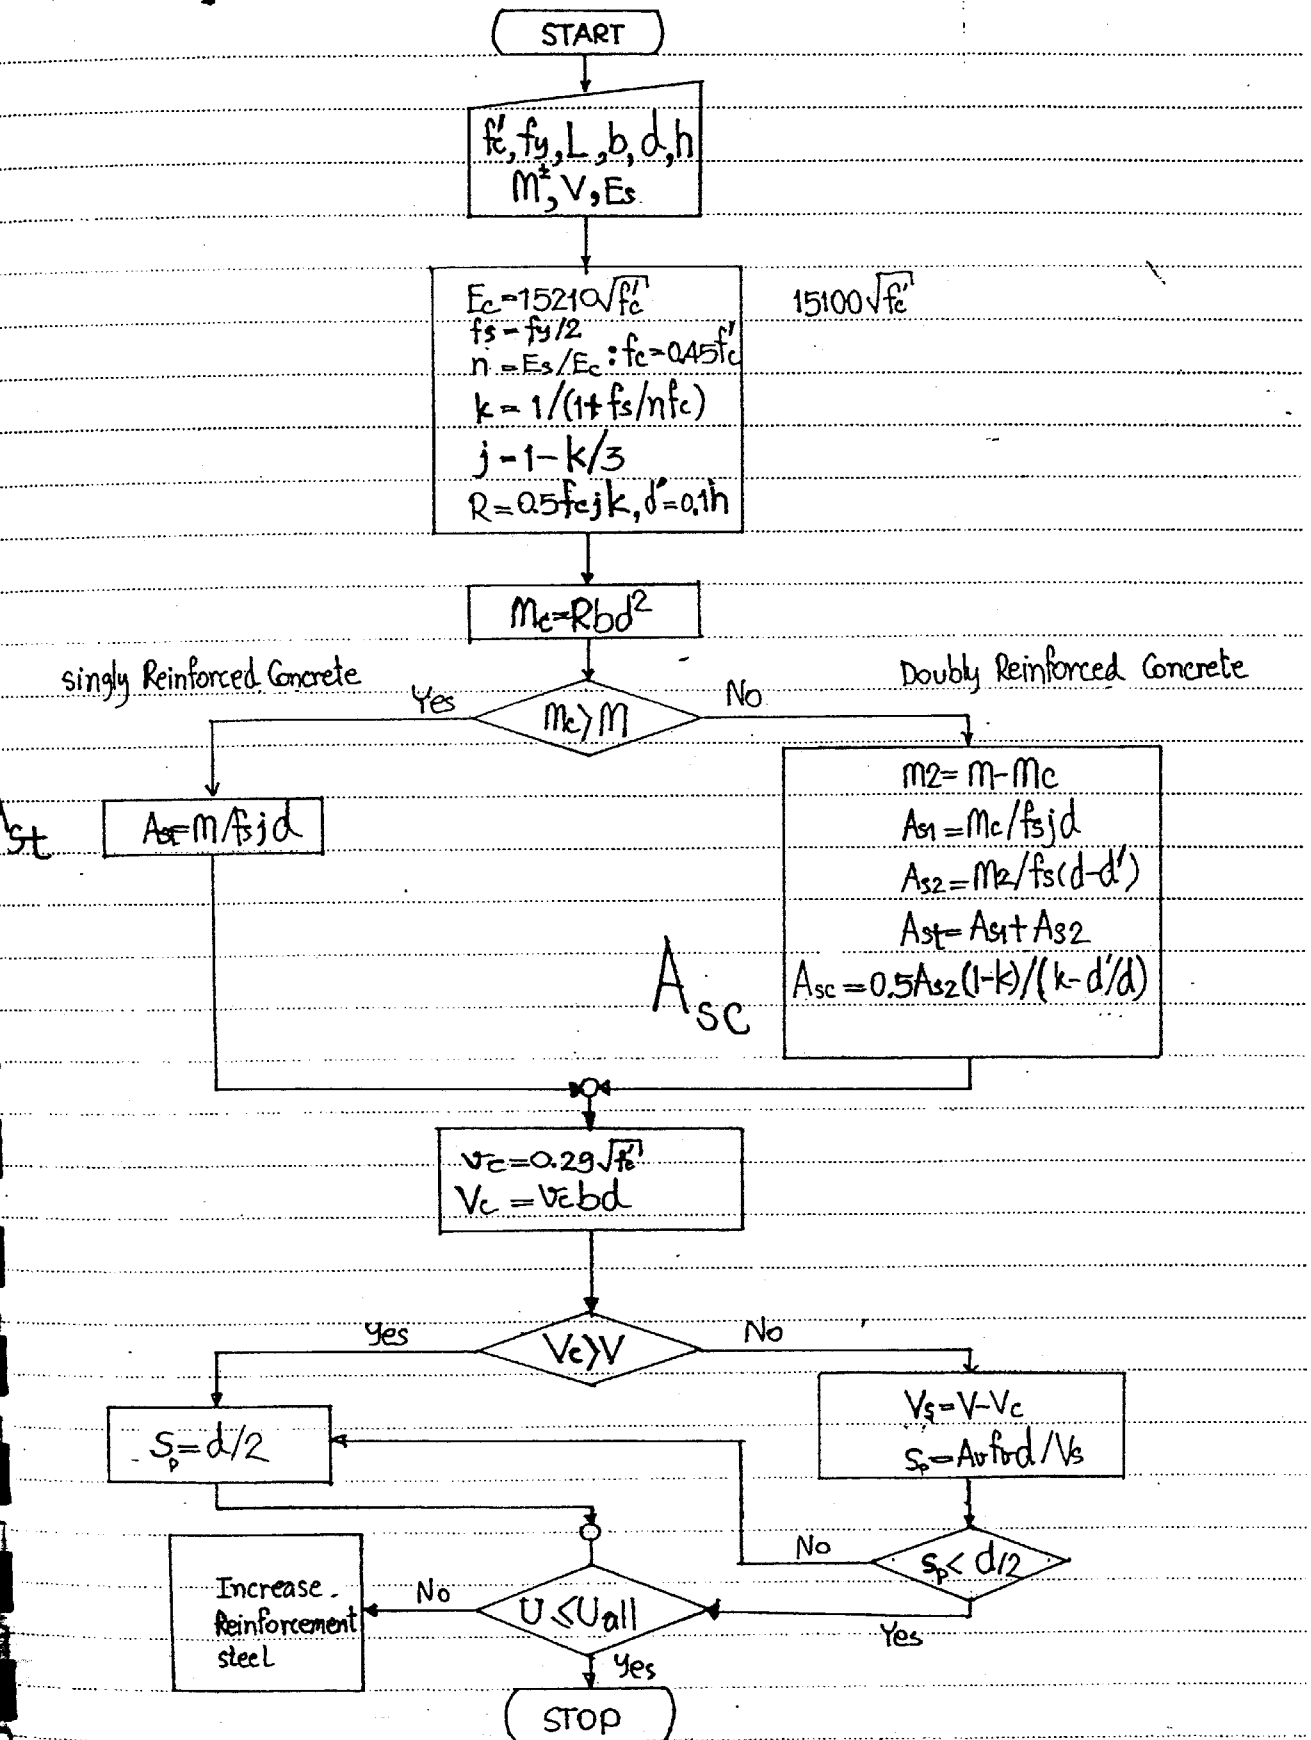 START
fc', fy, L, b, d, h
M±, V, Es
Ec=15210√fc'
15100√fc'
fs=fy/2
n=Es/Ec : fc=0.45fc'
k=1/(1+fs/nfc)
j=1-k/3
R=0.5fcjk, d'=0.1h
Mc=Rbd²
singly Reinforced Concrete
Doubly Reinforced Concrete
Yes
Mc>M
No
M2=M-Mc
Ast
Ast=M/fsjd
As1=Mc/fsjd
As2=M2/fs(d-d')
Ast=As1+As2
Asc
Asc=0.5As2(1-k)/(k-d'/d)
vc=0.29√fc'
Vc=vcbd
Yes
Vc>V
No
Sp=d/2
Vs=V-Vc
Sp=Avfvd/Vs
No
Sp<d/2
Increase
Reinforcement
steel
No
U≤Uall
Yes
Yes
STOP